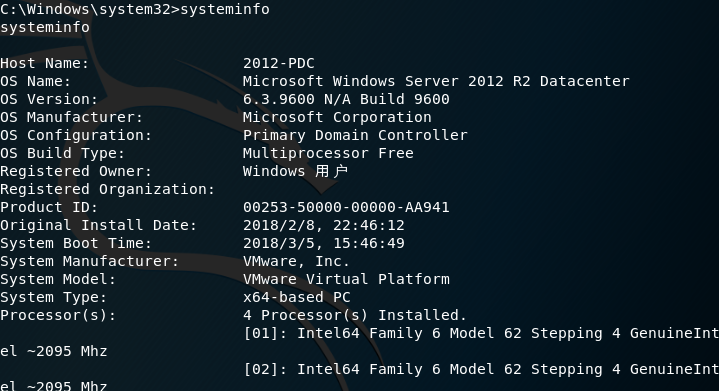 C:\Windows\system32>systeminfo
systeminfo
Host Name: 2012-PDC
OS Name: Microsoft Windows Server 2012 R2 Datacenter
OS Version: 6.3.9600 N/A Build 9600
OS Manufacturer: Microsoft Corporation
OS Configuration: Primary Domain Controller
OS Build Type: Multiprocessor Free
Registered Owner: Windows 用户
Registered Organization:
Product ID: 00253-50000-00000-AA941
Original Install Date: 2018/2/8, 22:46:12
System Boot Time: 2018/3/5, 15:46:49
System Manufacturer: VMware, Inc.
System Model: VMware Virtual Platform
System Type: x64-based PC
Processor(s): 4 Processor(s) Installed.
[01]: Intel64 Family 6 Model 62 Stepping 4 GenuineInt
el ~2095 Mhz
[02]: Intel64 Family 6 Model 62 Stepping 4 GenuineInt
el ~2095 Mhz